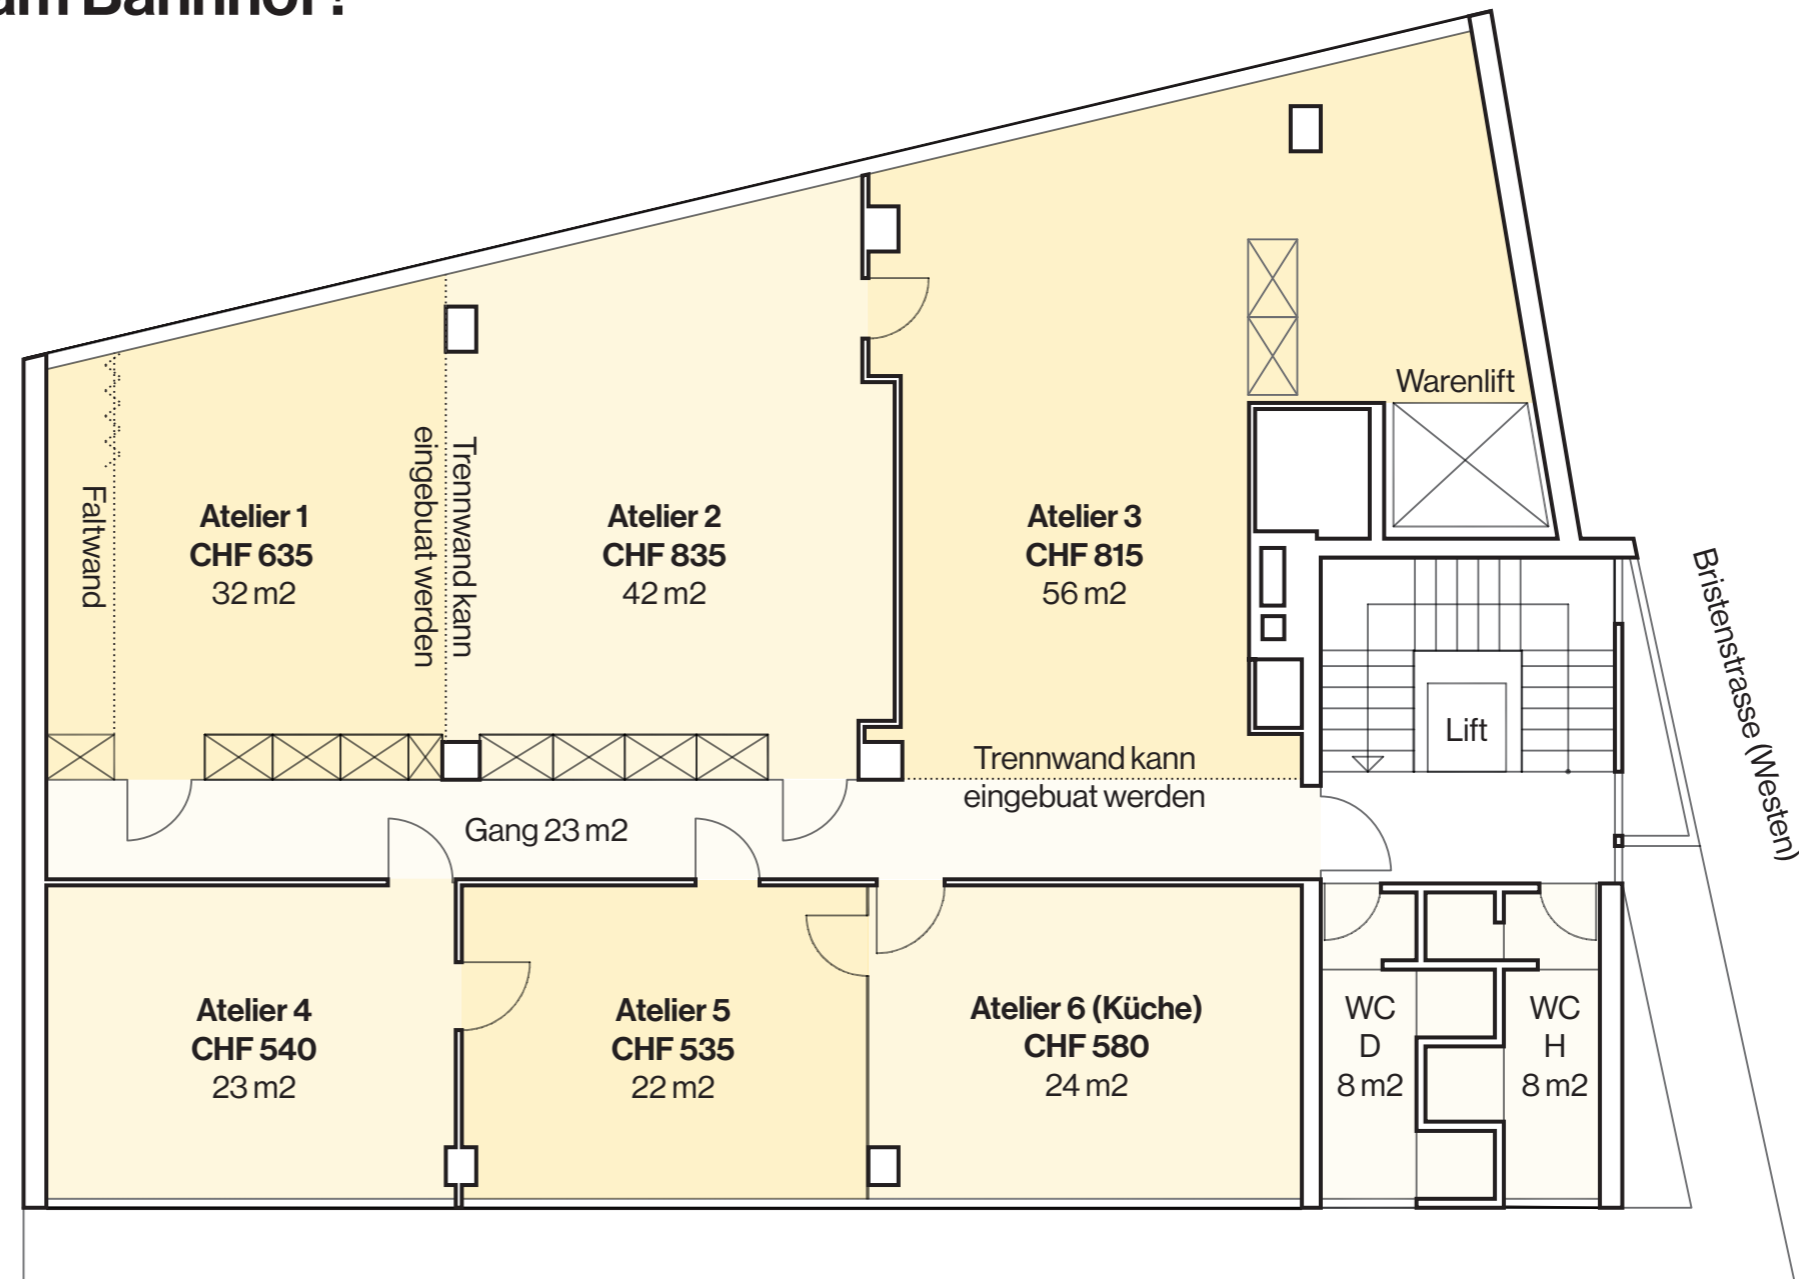 Warenlift
Faltwand
Atelier 1
CHF 635
32 m2
Trennwand kann
eingebuat werden
Atelier 2
CHF 835
42 m2
Atelier 3
CHF 815
56 m2
Bristenstrasse (Westen)
Lift
Trennwand kann
eingebuat werden
Gang 23 m2
Atelier 4
CHF 540
23 m2
Atelier 5
CHF 535
22 m2
Atelier 6 (Küche)
CHF 580
24 m2
WC
D
8 m2
WC
H
8 m2